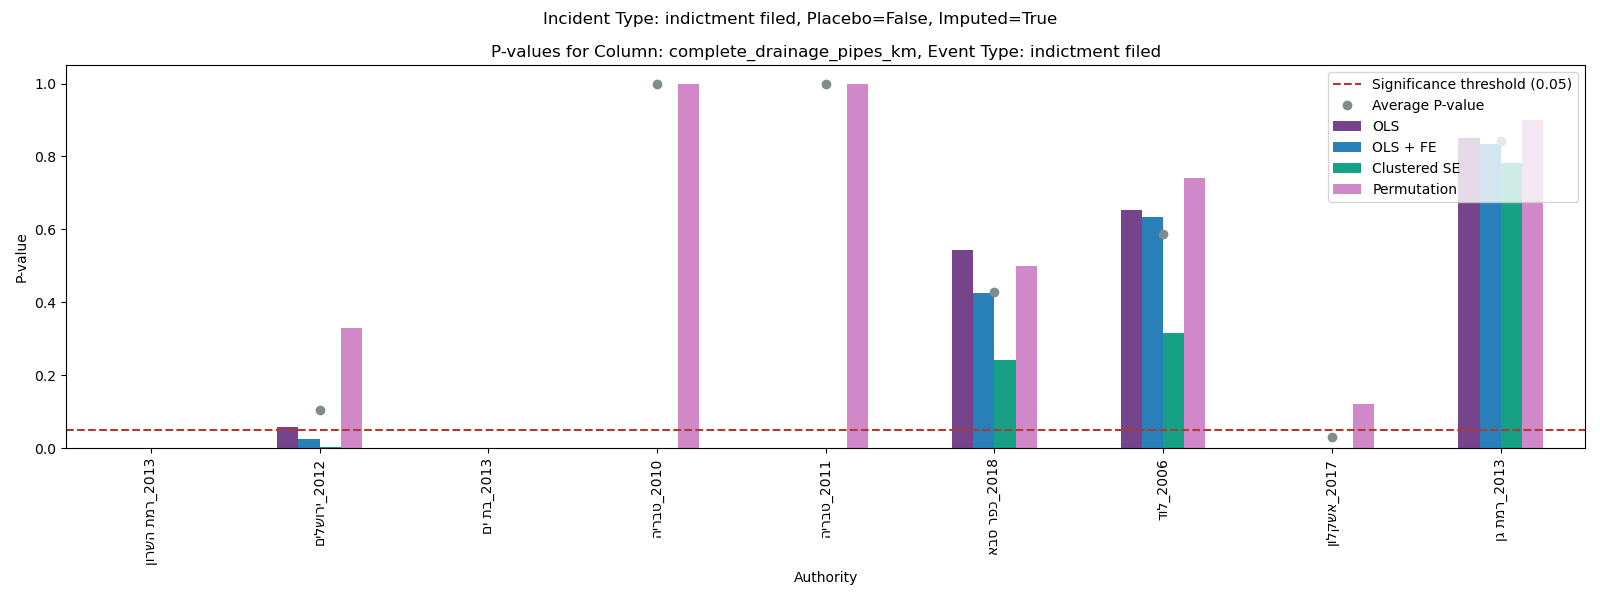 Incident Type: indictment filed, Placebo=False, Imputed=True
P-values for Column: complete_drainage_pipes_km, Event Type: indictment filed
Significance threshold (0.05)
Average P-value
OLS
OLS + FE
Clustered SE
Permutation
P-value
1.0
0.8
0.6
0.4
0.2
0.0
רמת השרון_2013
ירושלים_2012
בת ים_2013
טבריה_2010
טבריה_2011
כפר סבא_2018
לוד_2006
אשקלון_2017
רמת גן_2013
Authority